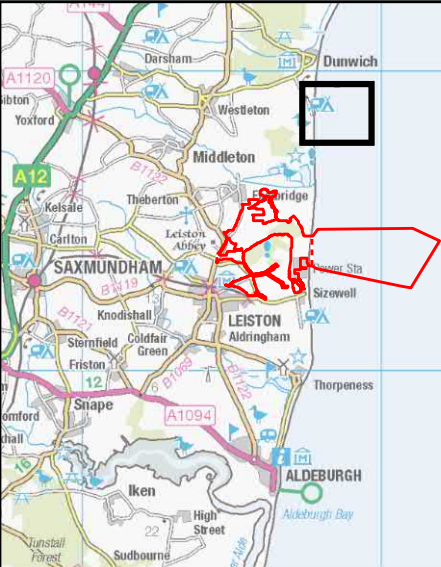 A144
Dunwich
Darsham
A1120
Yoxford
Westleton
Middleton
B1122
A12
Theberton
Kelsale
Leiston
Abbey
Carlton
SAXMUNDHAM
Power Sta
B1119
Sizewell
13
Knodishall
LEISTON
B1121
Aldringham
Sternfield
Coldfair
Green
Friston
B1069
B1122
12
6
Thorpeness
Snape
A1094
16
ALDEBURGH
Iken
Aldeburgh Bay
High
Street
22
Tunstall
Forest
Sudbourne